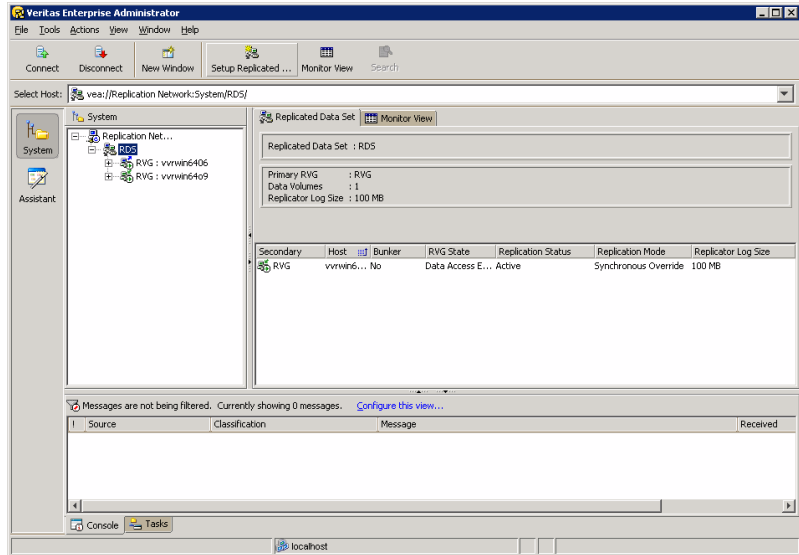 Veritas Enterprise Administrator
File Tools Actions View Window Help
Connect Disconnect New Window Setup Replicated ... Monitor View Search
Select Host: vea://Replication Network:System/RDS/
System
Assistant
System
Replication Net...
RDS
RVG : vvrwin6406
RVG : vvrwin64o9
Replicated Data Set Monitor View
Replicated Data Set : RDS
Primary RVG : RVG
Data Volumes : 1
Replicator Log Size : 100 MB
Secondary Host Bunker RVG State Replication Status Replication Mode Replicator Log Size
RVG vvrwin6... No Data Access E... Active Synchronous Override 100 MB
Messages are not being filtered. Currently showing 0 messages. Configure this view...
! Source Classification Message Received
Console Tasks
localhost